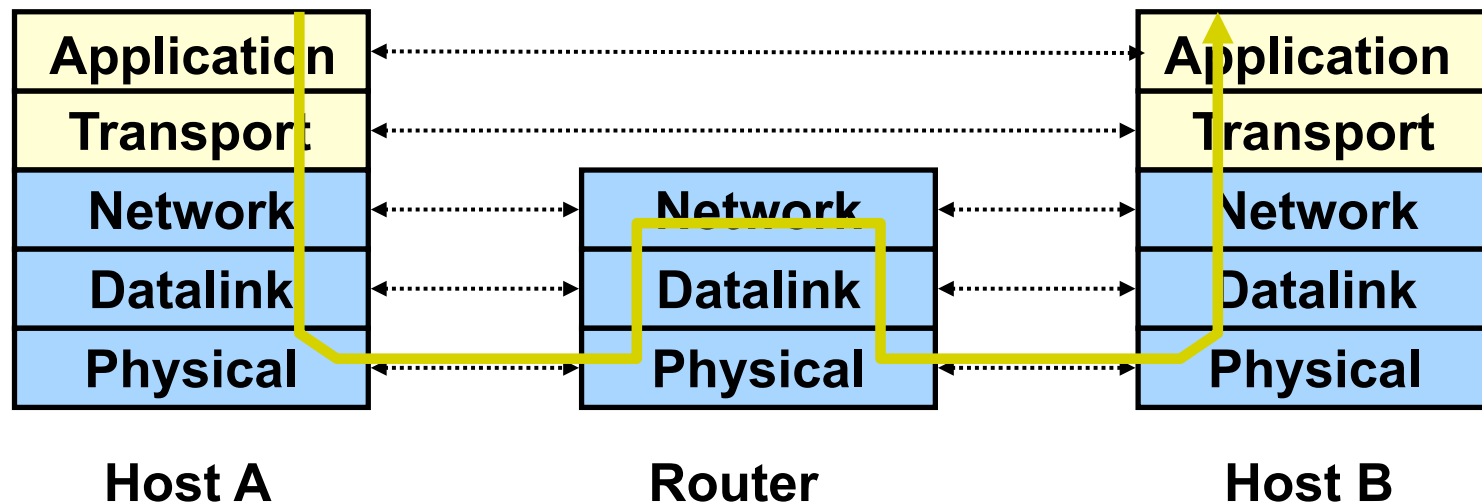 Application Application
Transport Transport
Network Network Network
Datalink Datalink Datalink
Physical Physical Physical
Host A Router Host B